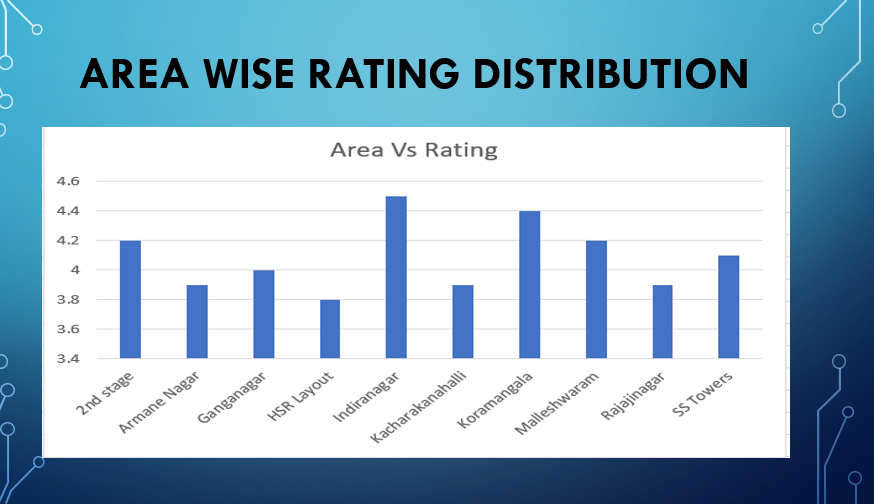 AREA WISE RATING DISTRIBUTION
Area Vs Rating
4.6
4.4
4.2
4
3.8
3.6
3.4
2nd stage
Armane Nagar
Ganganagar
HSR Layout
Indiranagar
Kacharakanahalli
Koramangala
Malleshwaram
Rajajinagar
SS Towers